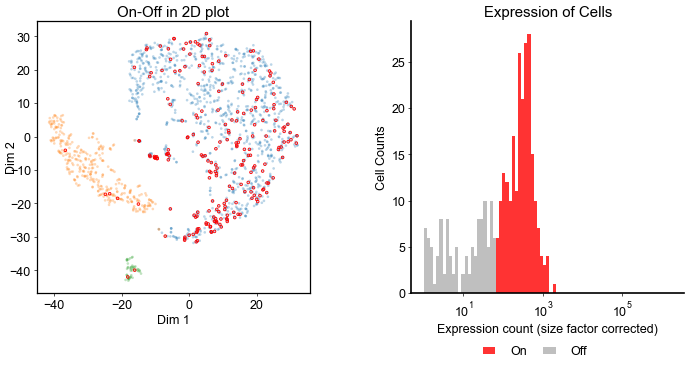 On-Off in 2D plot
Dim 2
30
20
10
0
−10
−20
−30
−40
−40 −20 0 20
Dim 1
Expression of Cells
Cell Counts
25
20
15
10
5
0
10^1 10^3 10^5
Expression count (size factor corrected)
On Off